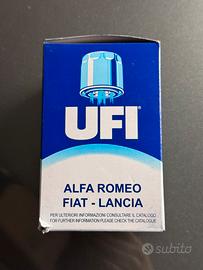 UFI
ALFA ROMEO
FIAT - LANCIA
PER ULTERIORI INFORMAZIONI CONSULTARE IL CATALOGO
FOR FURTHER INFORMATION PLEASE CHECK THE CATALOGUE
subito